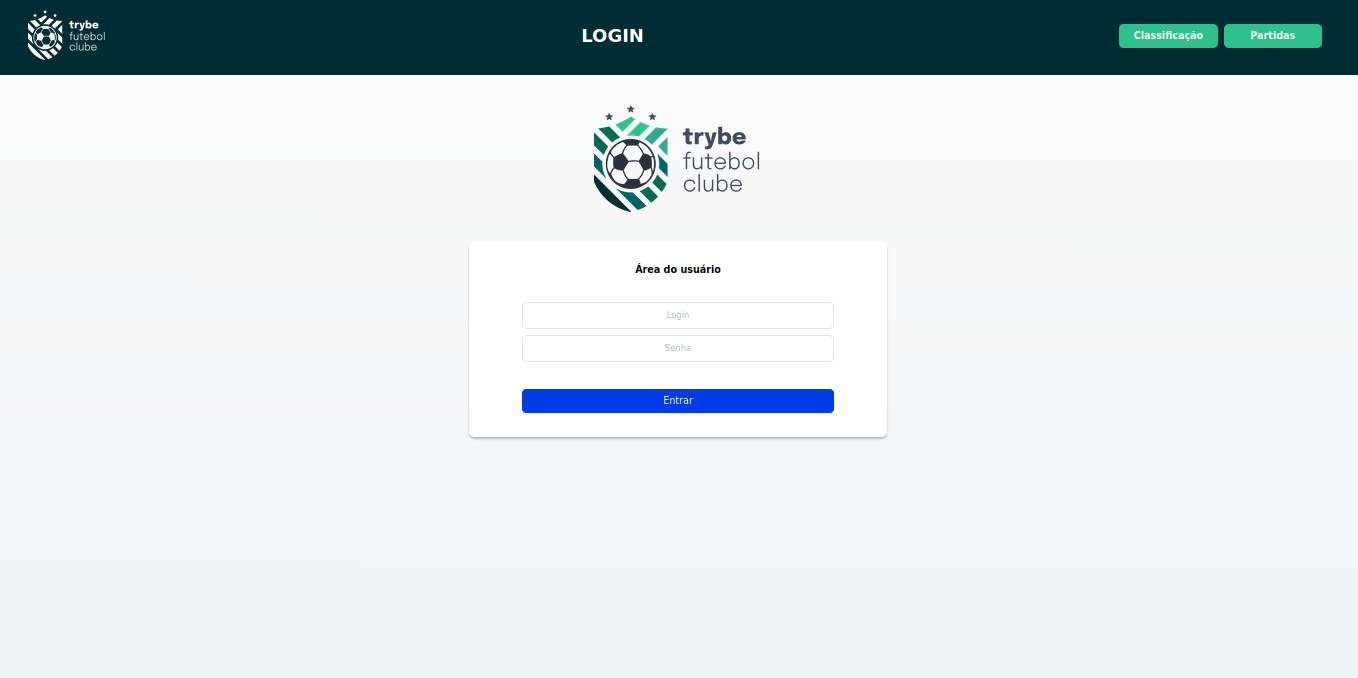 trybe
futebol
clube
LOGIN
Classificação
Partidas
trybe
futebol
clube
Área do usuário
Login
Senha
Entrar